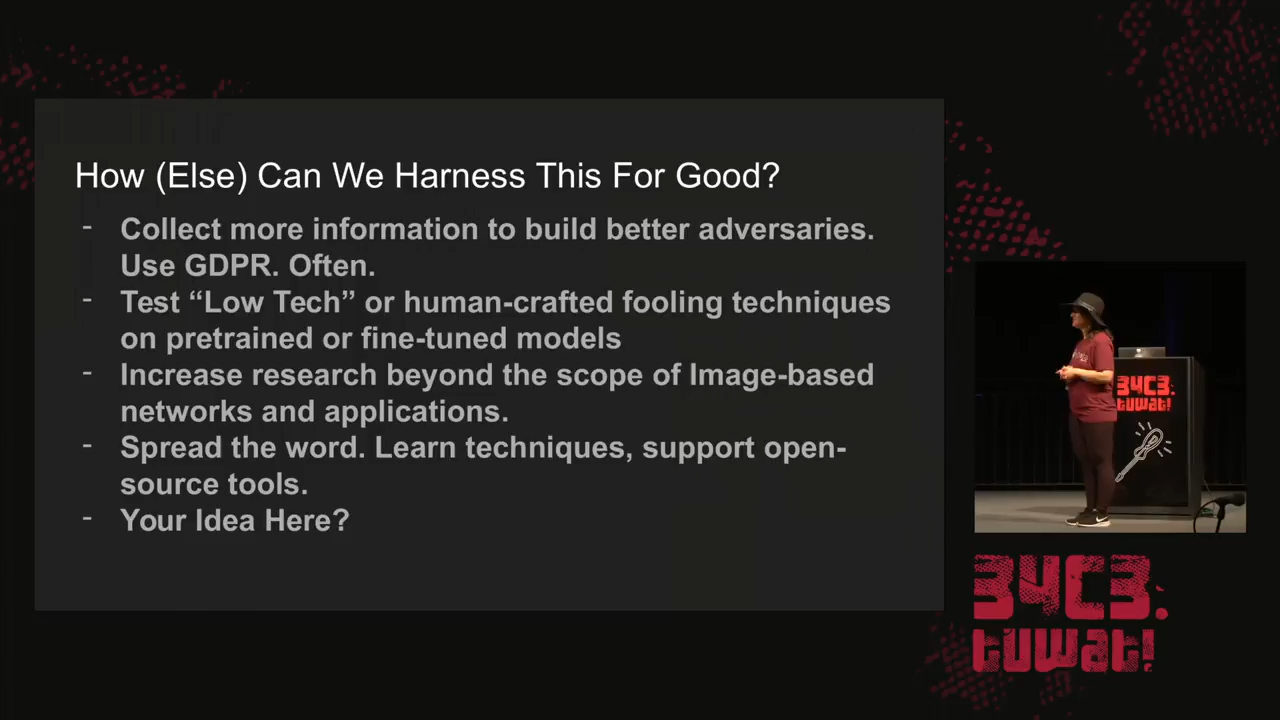 How (Else) Can We Harness This For Good?
- Collect more information to build better adversaries.
Use GDPR. Often.
- Test “Low Tech” or human-crafted fooling techniques
on pretrained or fine-tuned models
- Increase research beyond the scope of Image-based
networks and applications.
- Spread the word. Learn techniques, support open-
source tools.
- Your Idea Here?
34C3.
tuwat!
34C3.
tuwat!